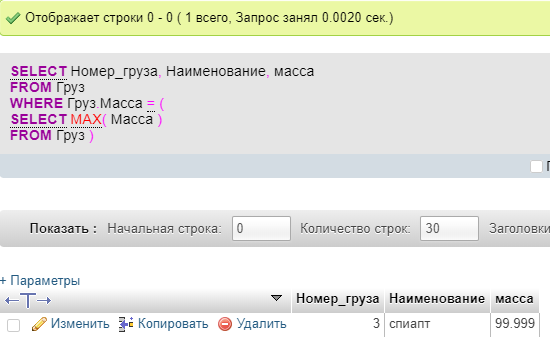 Отображает строки 0 - 0 ( 1 всего, Запрос занял 0.0020 сек.)
SELECT Номер_груза, Наименование, масса
FROM Груз
WHERE Груз.Масса = (
SELECT MAX( Масса )
FROM Груз )
Показать : Начальная строка: 0 Количество строк: 30 Заголовки
+ Параметры
←T→ Номер_груза Наименование масса
Изменить Копировать Удалить 3 спиапт 99.999